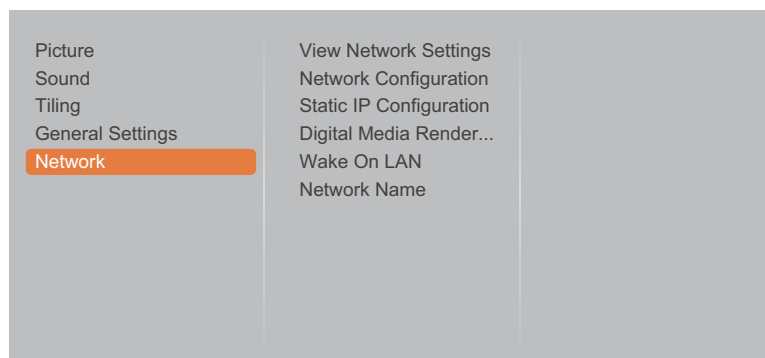 Picture
Sound
Tiling
General Settings
Network
View Network Settings
Network Configuration
Static IP Configuration
Digital Media Render...
Wake On LAN
Network Name